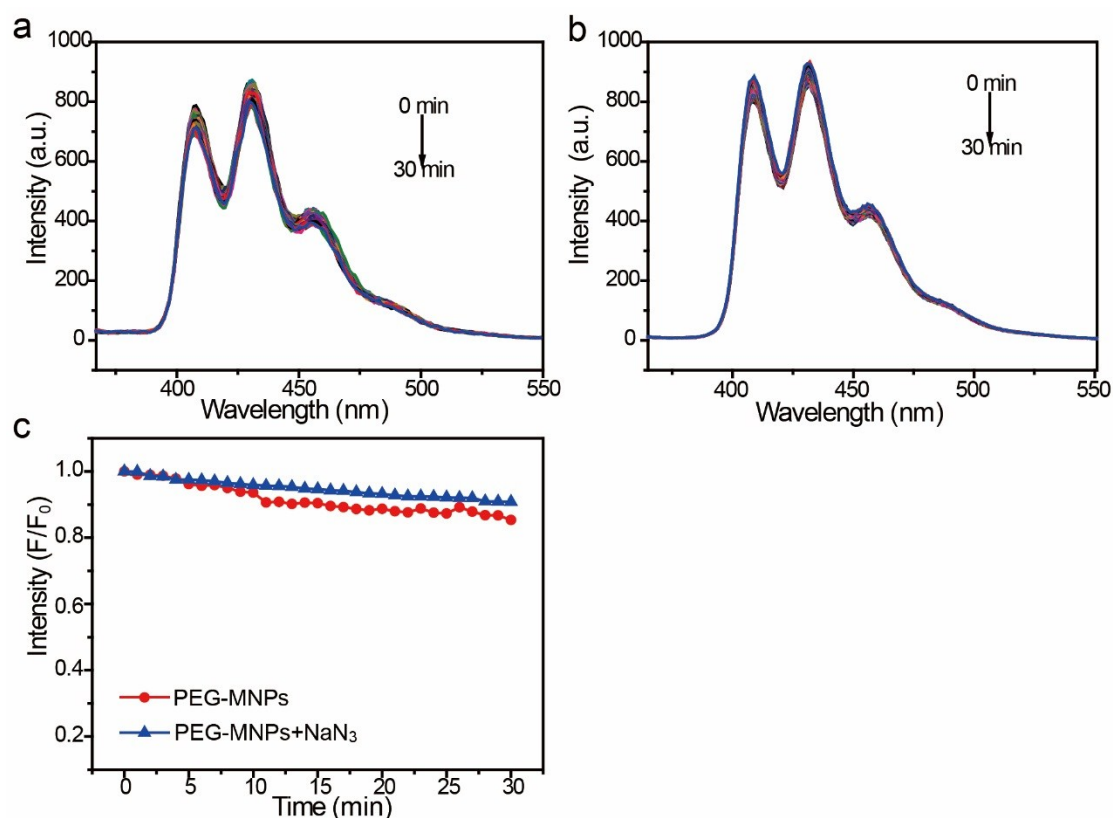 a
1000
800
600
400
200
0
Intensity (a.u.)
0 min
30 min
400 450 500 550
Wavelength (nm)
b
1000
800
600
400
200
0
Intensity (a.u.)
0 min
30 min
400 450 500 550
Wavelength (nm)
c
1.0
0.8
0.6
0.4
0.2
Intensity (F/F₀)
PEG-MNPs
PEG-MNPs+NaN₃
0 5 10 15 20 25 30
Time (min)